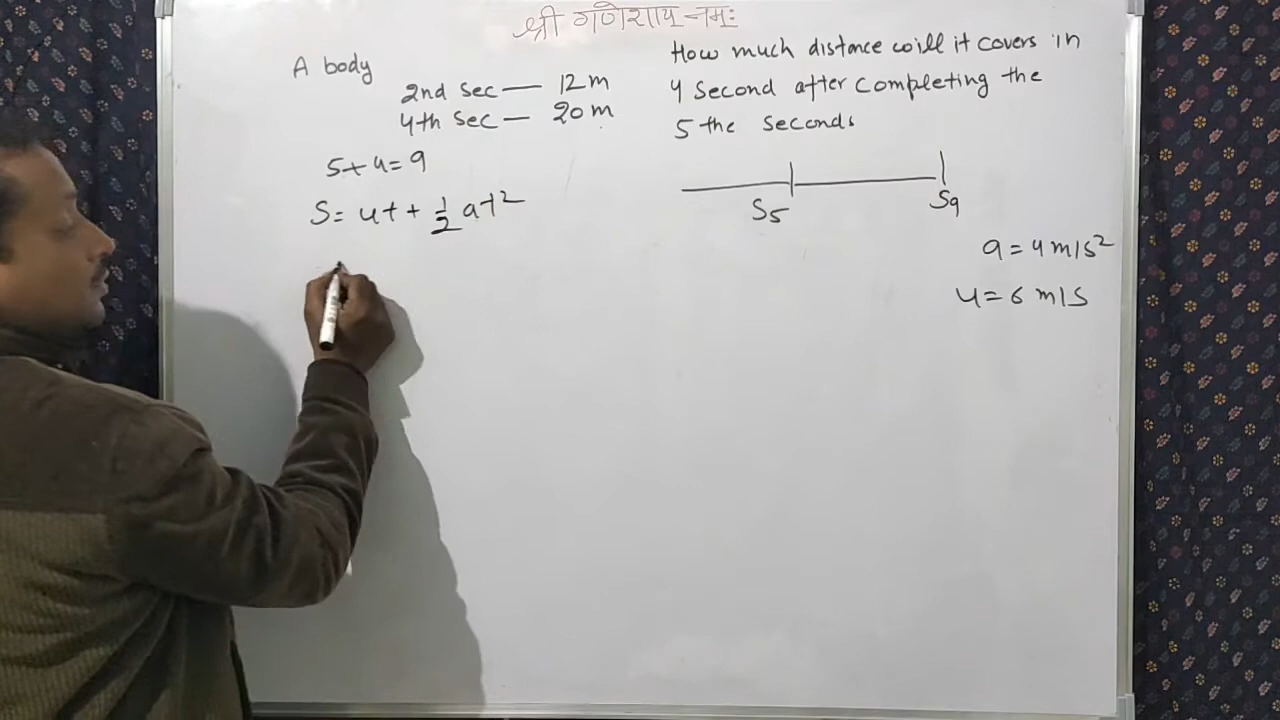 श्री गणेशाय नमः
A body
2nd sec — 12 m
4th sec — 20 m
How much distance will it covers in
4 second after completing the
5 the seconds
5+4=9
S= ut + 1/2 at²
S5
S9
a = 4 m/s²
u = 6 m/s